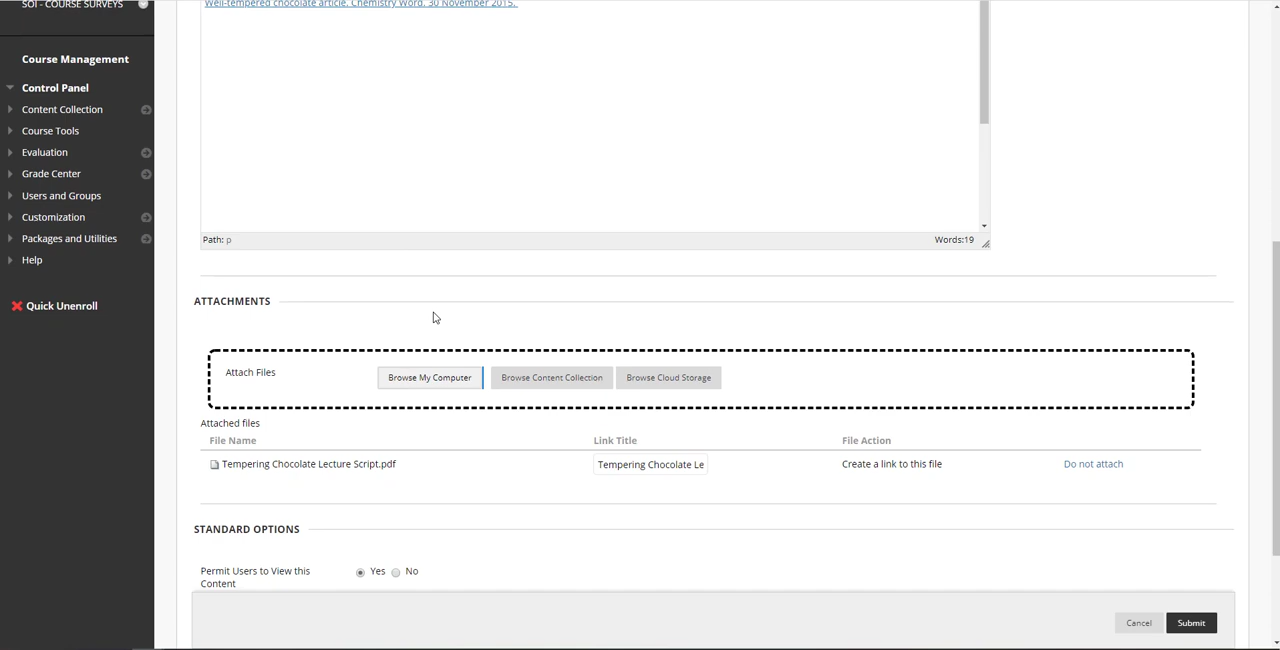 SOI - COURSE SURVEYS
Course Management
Control Panel
Content Collection
Course Tools
Evaluation
Grade Center
Users and Groups
Customization
Packages and Utilities
Help
Quick Unenroll
Well-tempered chocolate article. Chemistry Word. 30 November 2015.
Path: p
Words:19
ATTACHMENTS
Attach Files
Browse My Computer
Browse Content Collection
Browse Cloud Storage
Attached files
File Name
Link Title
File Action
Tempering Chocolate Lecture Script.pdf
Tempering Chocolate Le
Create a link to this file
Do not attach
STANDARD OPTIONS
Permit Users to View this
Content
Yes
No
Cancel
Submit